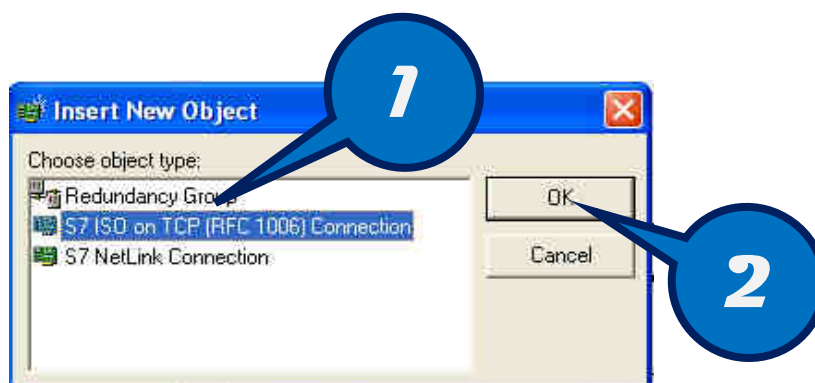 1
Insert New Object
Choose object type:
Redundancy Group
S7 ISO on TCP (RFC 1006) Connection
OK
S7 NetLink Connection
Cancel
2